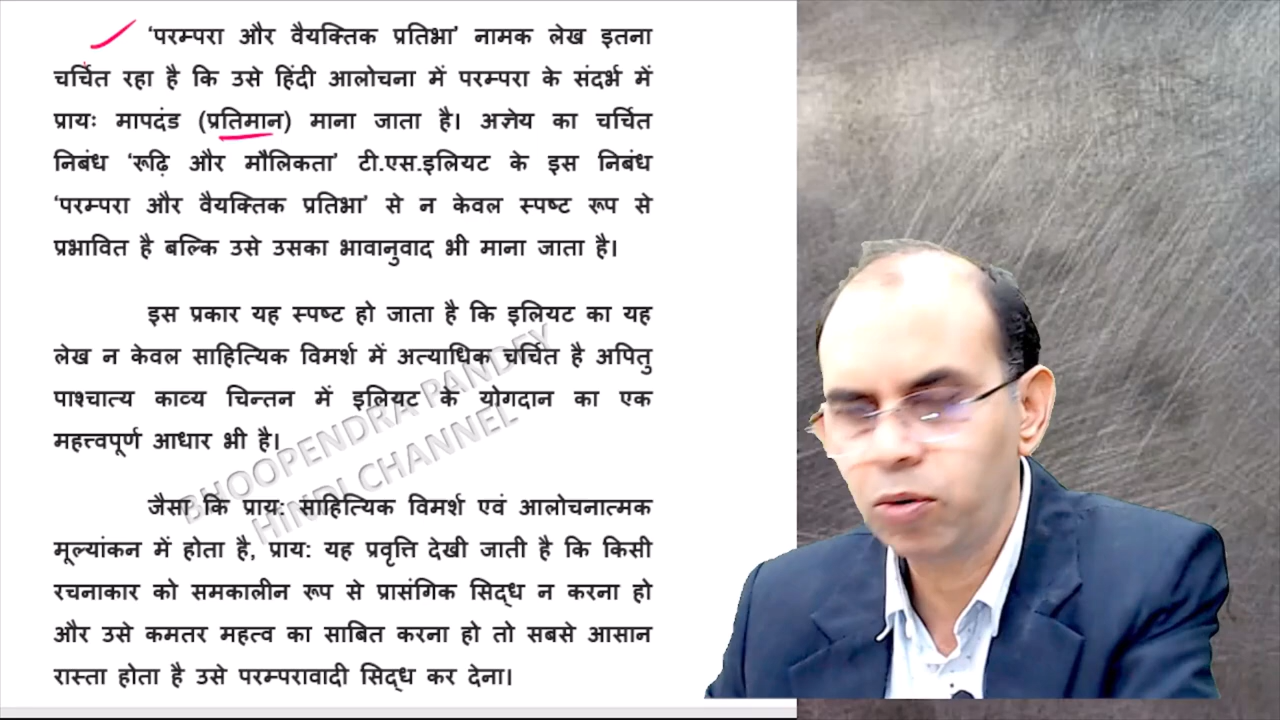 ‘परम्परा और वैयक्तिक प्रतिभा’ नामक लेख इतना
चर्चित रहा है कि उसे हिंदी आलोचना में परम्परा के संदर्भ में
प्रायः मापदंड (प्रतिमान) माना जाता है। अज्ञेय का चर्चित
निबंध ‘रूढ़ि और मौलिकता’ टी.एस.इलियट के इस निबंध
‘परम्परा और वैयक्तिक प्रतिभा’ से न केवल स्पष्ट रूप से
प्रभावित है बल्कि उसे उसका भावानुवाद भी माना जाता है।
इस प्रकार यह स्पष्ट हो जाता है कि इलियट का यह
लेख न केवल साहित्यिक विमर्श में अत्याधिक चर्चित है अपितु
पाश्चात्य काव्य चिन्तन में इलियट के योगदान का एक
महत्त्वपूर्ण आधार भी है।
BHOOPENDRA PANDEY
HINDI CHANNEL
जैसा कि प्राय: साहित्यिक विमर्श एवं आलोचनात्मक
मूल्यांकन में होता है, प्राय: यह प्रवृत्ति देखी जाती है कि किसी
रचनाकार को समकालीन रूप से प्रासंगिक सिद्ध न करना हो
और उसे कमतर महत्व का साबित करना हो तो सबसे आसान
रास्ता होता है उसे परम्परावादी सिद्ध कर देना।